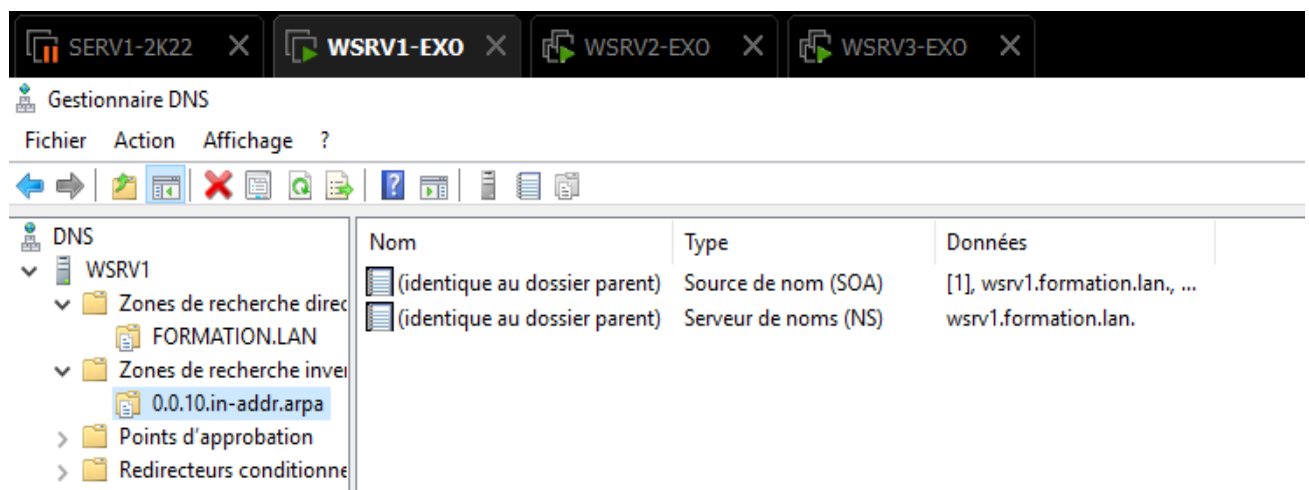 SERV1-2K22 WSRV1-EXO WSRV2-EXO WSRV3-EXO
Gestionnaire DNS
Fichier Action Affichage ?
DNS
WSRV1
Zones de recherche direc
FORMATION.LAN
Zones de recherche inver
0.0.10.in-addr.arpa
Points d'approbation
Redirecteurs conditionne
Nom Type Données
(identique au dossier parent) Source de nom (SOA) [1], wsrv1.formation.lan., ...
(identique au dossier parent) Serveur de noms (NS) wsrv1.formation.lan.